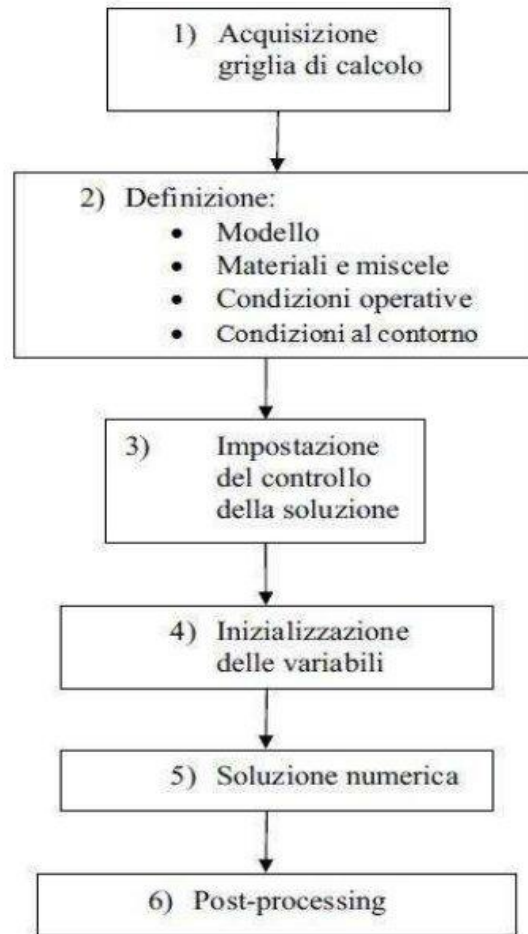 1) Acquisizione
griglia di calcolo
2) Definizione:
• Modello
• Materiali e miscele
• Condizioni operative
• Condizioni al contorno
3) Impostazione
del controllo
della soluzione
4) Inizializzazione
delle variabili
5) Soluzione numerica
6) Post-processing